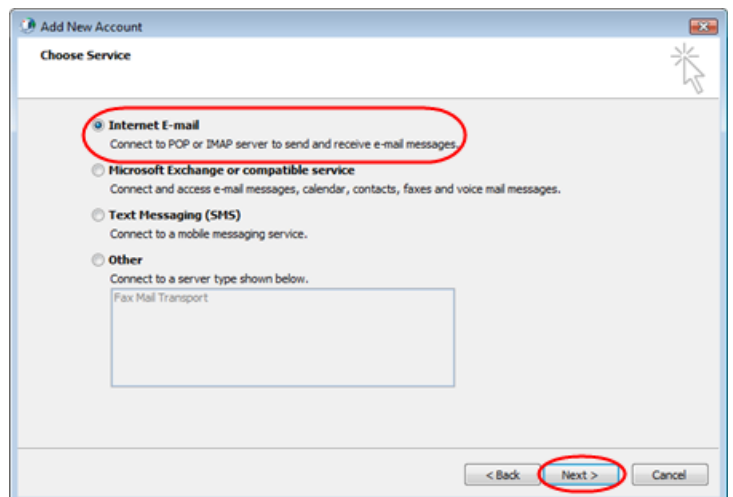 Add New Account
Choose Service
Internet E-mail
Connect to POP or IMAP server to send and receive e-mail messages.
Microsoft Exchange or compatible service
Connect and access e-mail messages, calendar, contacts, faxes and voice mail messages.
Text Messaging (SMS)
Connect to a mobile messaging service.
Other
Connect to a server type shown below.
Fax Mail Transport
< Back Next > Cancel